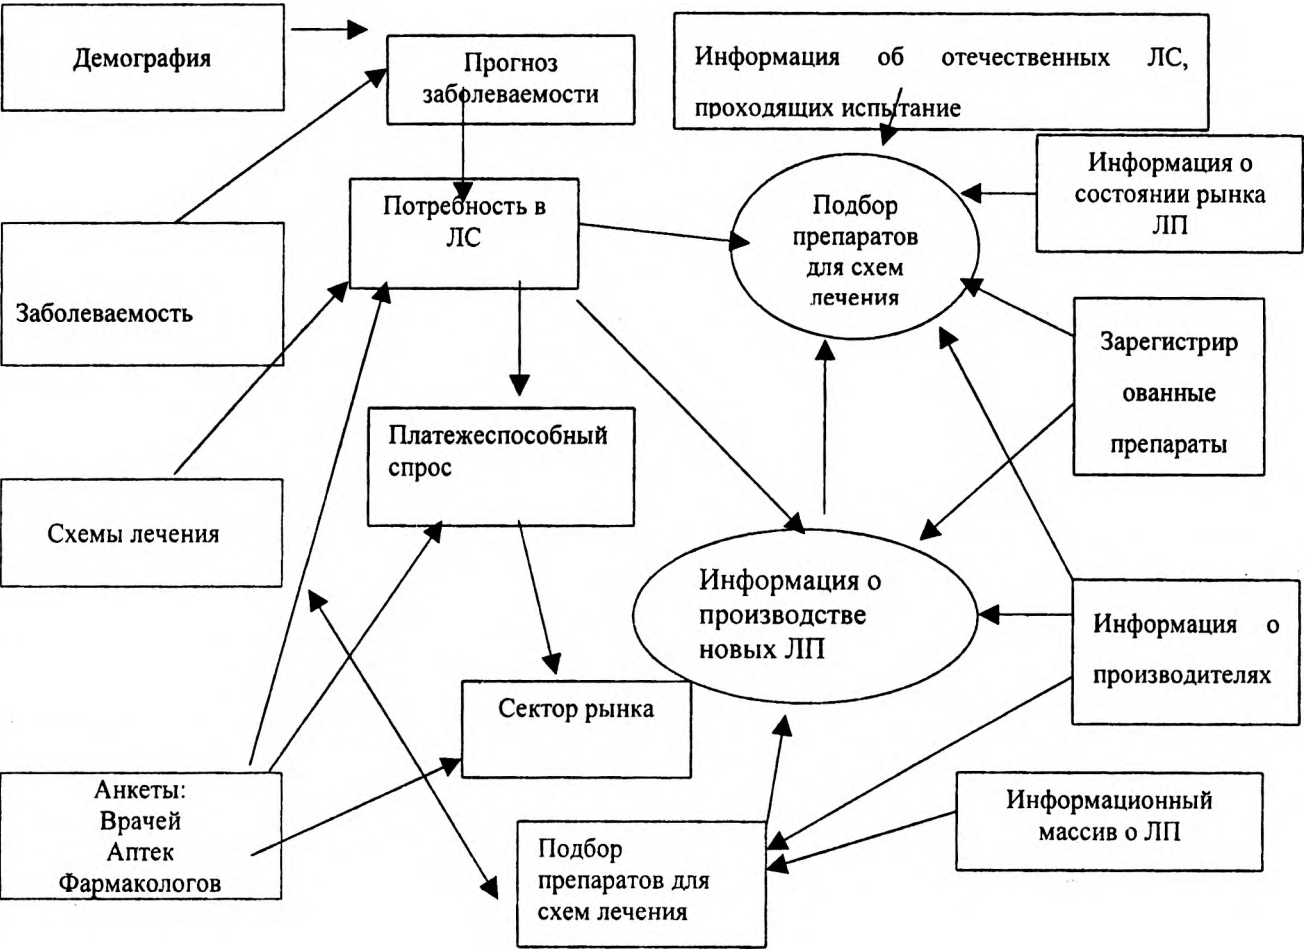 Демография
Прогноз
заболеваемости
Информация об отечественных ЛС,
проходящих испытание
Информация о
состоянии рынка
ЛП
Потребность в
ЛС
Подбор
препаратов
для схем
лечения
Заболеваемость
Зарегистрир
ованные
препараты
Платежеспособный
спрос
Схемы лечения
Информация о
производстве
новых ЛП
Информация о
производителях
Сектор рынка
Анкеты:
Врачей
Аптек
Фармакологов
Информационный
массив о ЛП
Подбор
препаратов для
схем лечения